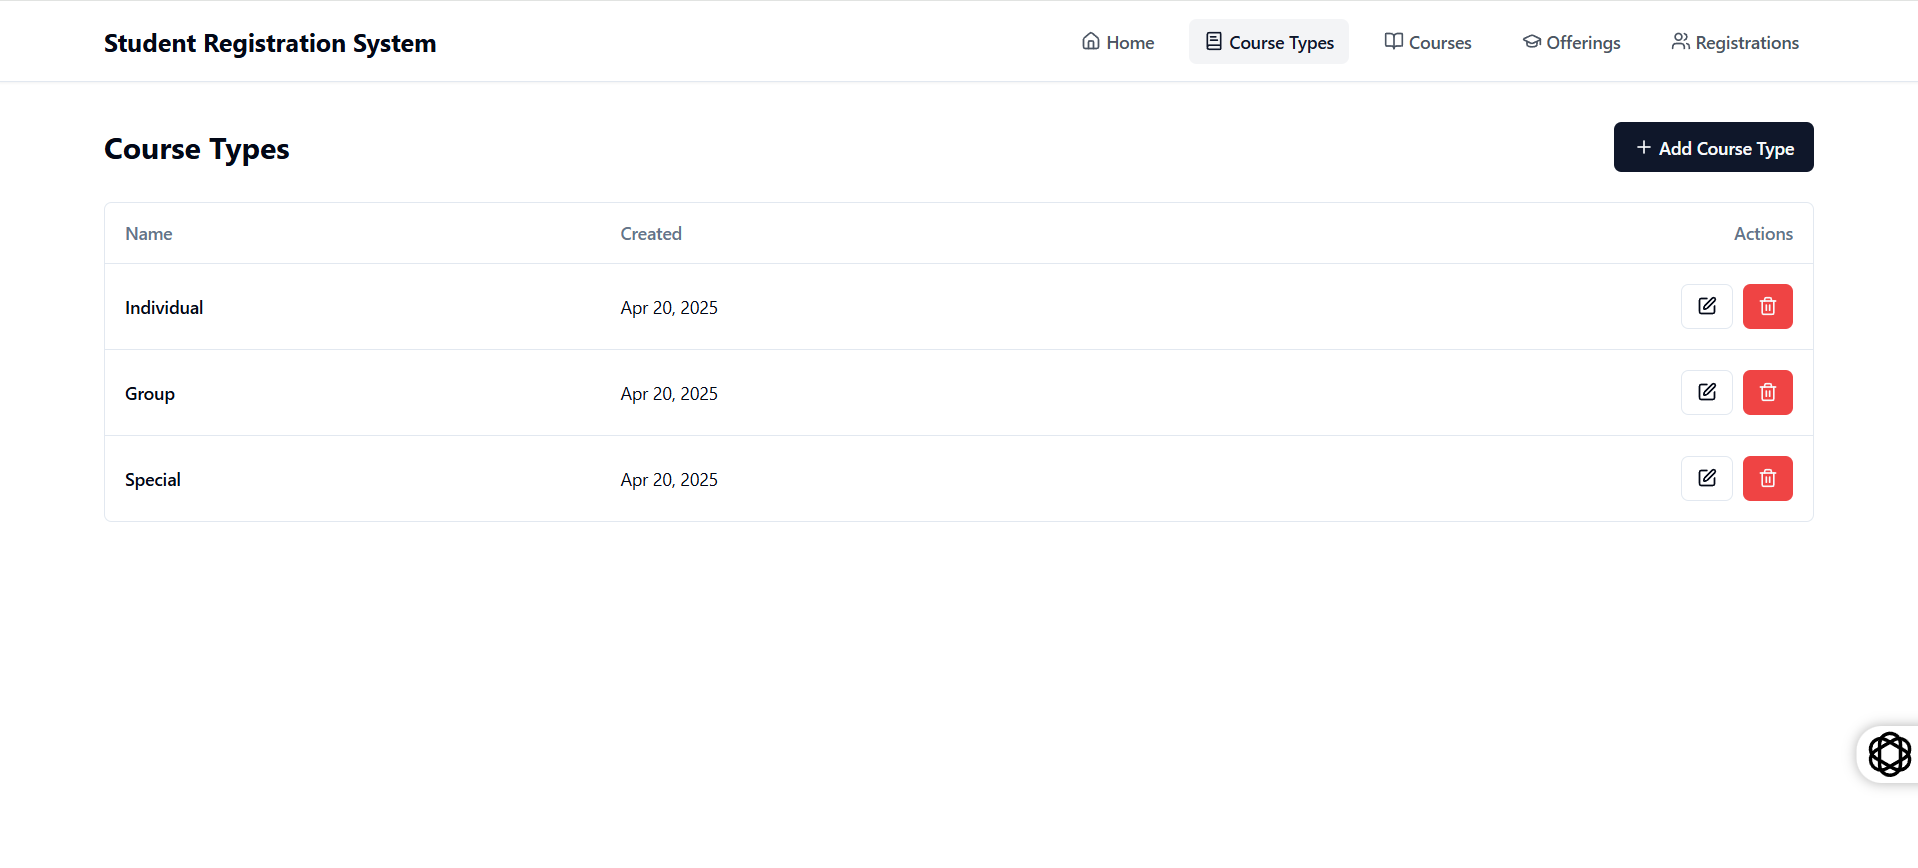 Student Registration System
Home Course Types Courses Offerings Registrations
Course Types
Add Course Type
Name Created Actions
Individual Apr 20, 2025
Group Apr 20, 2025
Special Apr 20, 2025